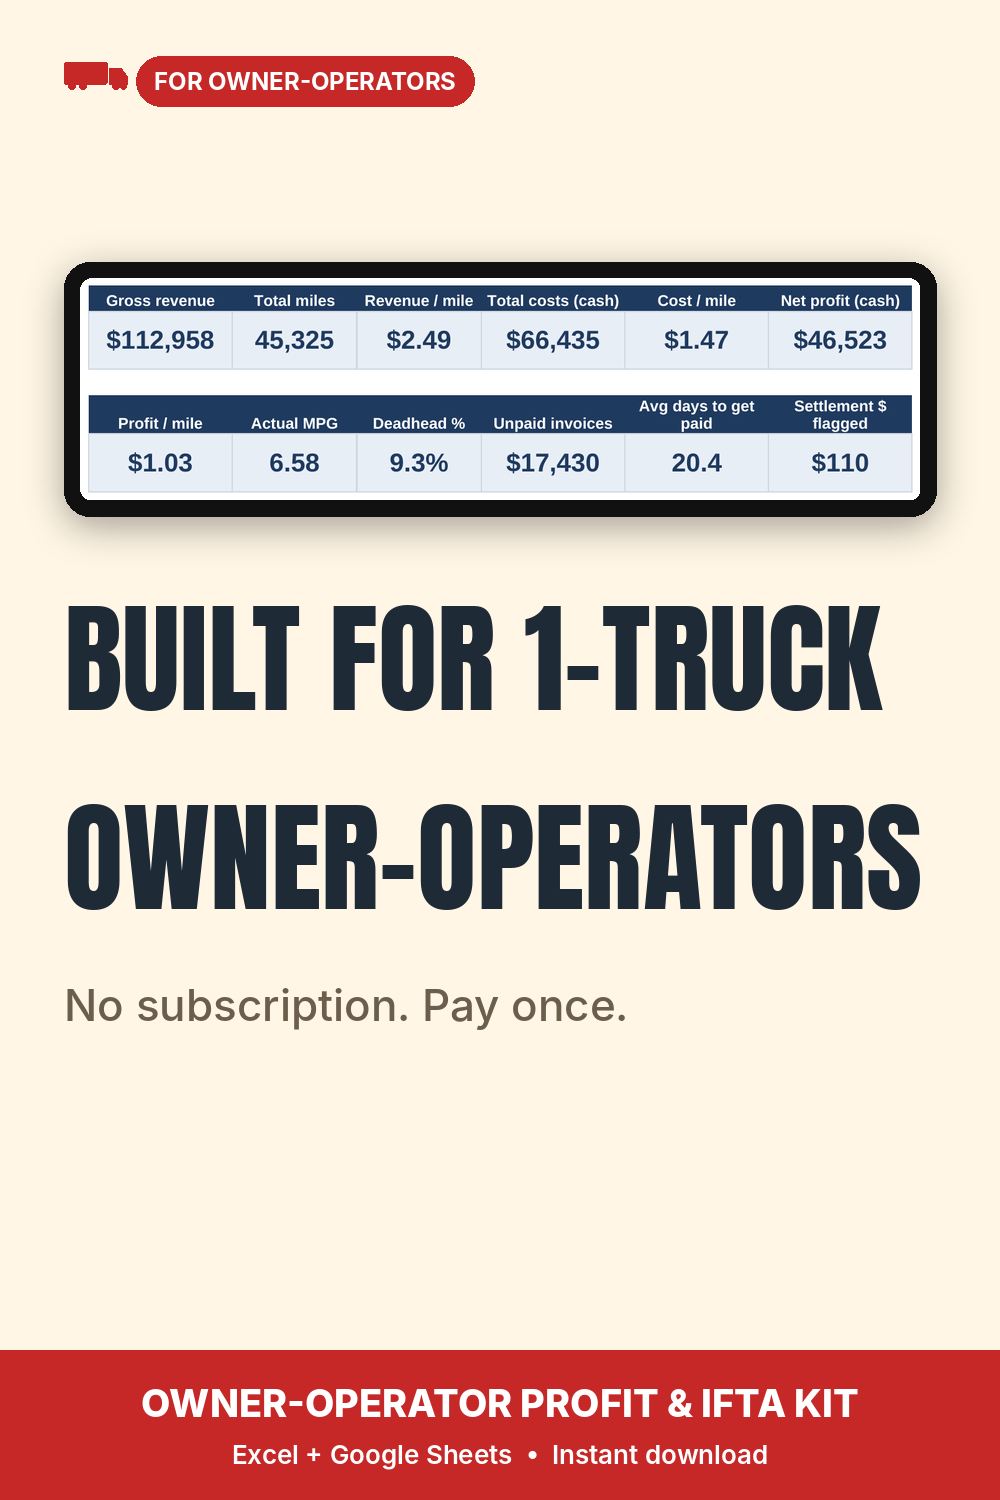 FOR OWNER-OPERATORS
Gross revenue Total miles Revenue / mile Total costs (cash) Cost / mile Net profit (cash)
$112,958 45,325 $2.49 $66,435 $1.47 $46,523
Profit / mile Actual MPG Deadhead % Unpaid invoices Avg days to get paid Settlement $ flagged
$1.03 6.58 9.3% $17,430 20.4 $110
BUILT FOR 1-TRUCK
OWNER-OPERATORS
No subscription. Pay once.
OWNER-OPERATOR PROFIT & IFTA KIT
Excel + Google Sheets • Instant download